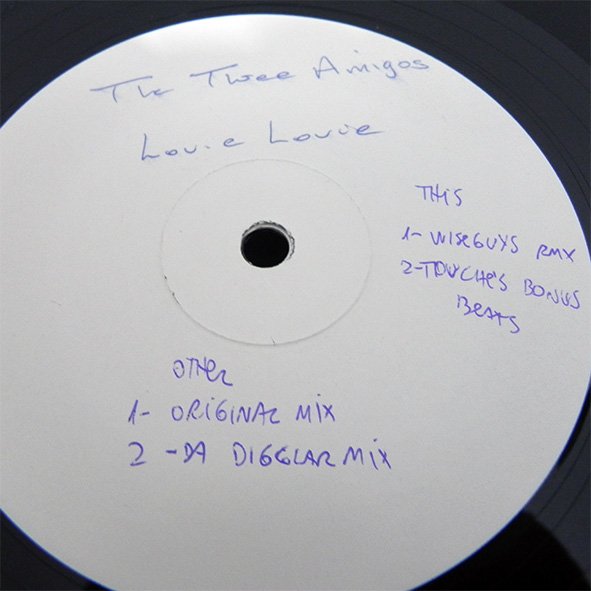 The Three Amigos
Louie Louie
THIS
1- WISEGUYS RMX
2- TOUCHE'S BONUS
BEATS
OTHER
1- ORIGINAL MIX
2 - DA DIGGLAR MIX